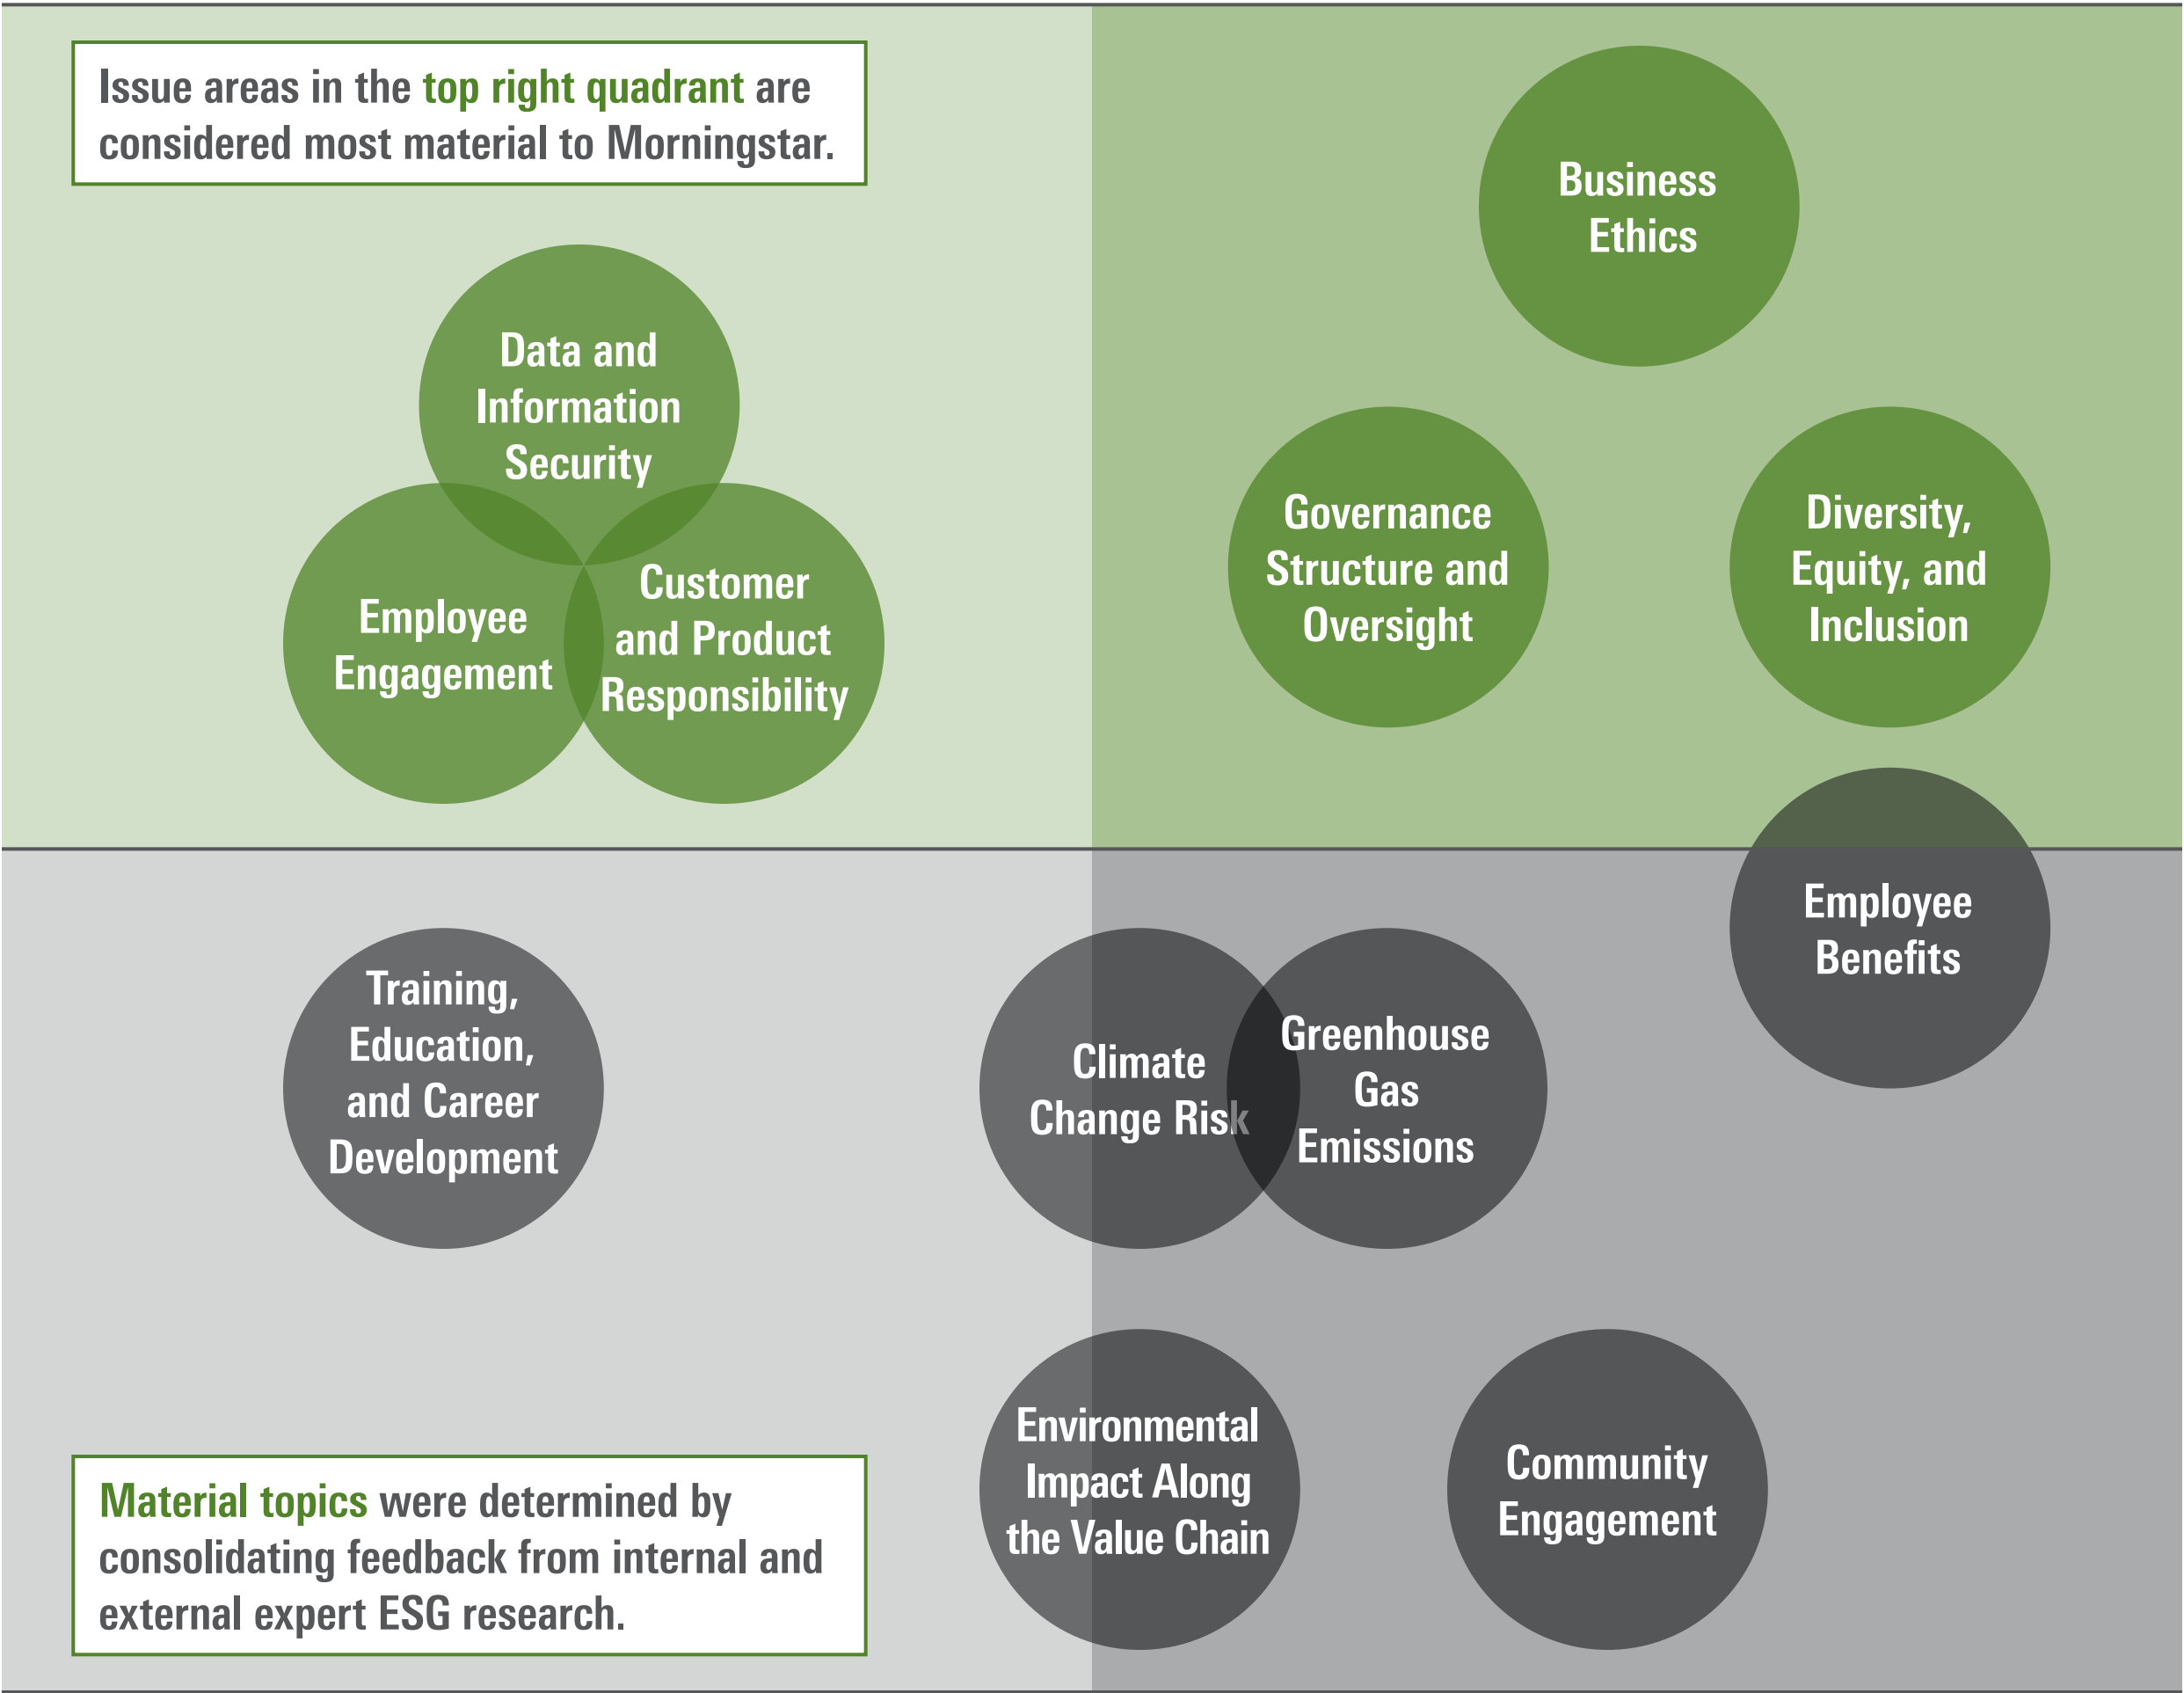 Issue areas in the top right quadrant are
considered most material to Morningstar.
Business
Ethics
Data and
Information
Security
Governance
Structure and
Oversight
Diversity,
Equity, and
Inclusion
Employee
Engagement
Customer
and Product
Responsibility
Employee
Benefits
Training,
Education,
and Career
Development
Climate
Change Risk
Greenhouse
Gas
Emissions
Environmental
Impact Along
the Value Chain
Community
Engagement
Material topics were determined by
consolidating feedback from internal and
external expert ESG research.